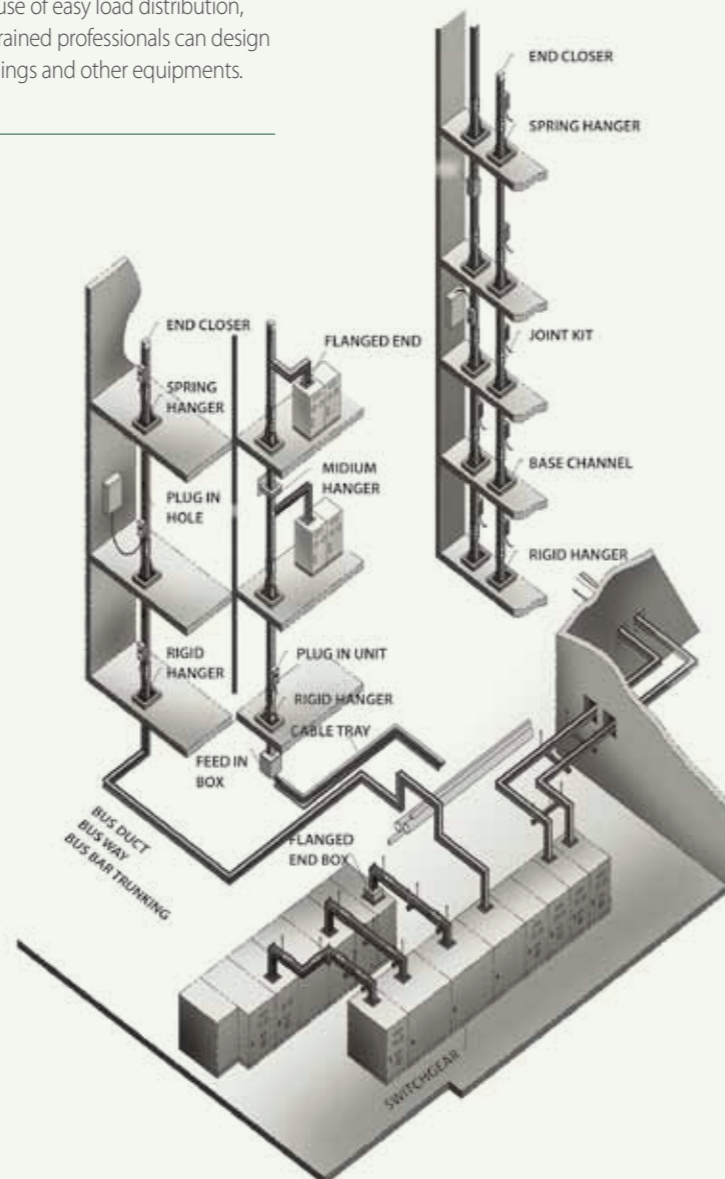 use of easy load distribution,
rained professionals can design
ings and other equipments.
END CLOSER
SPRING HANGER
JOINT KIT
BASE CHANNEL
RIGID HANGER
END CLOSER
SPRING
HANGER
PLUG IN
HOLE
RIGID
HANGER
FLANGED END
MIDIUM
HANGER
PLUG IN UNIT
RIGID HANGER
CABLE TRAY
FEED IN
BOX
BUS DUCT
BUS WAY
BUS BAR TRUNKING
FLANGED
END BOX
SWITCHGEAR